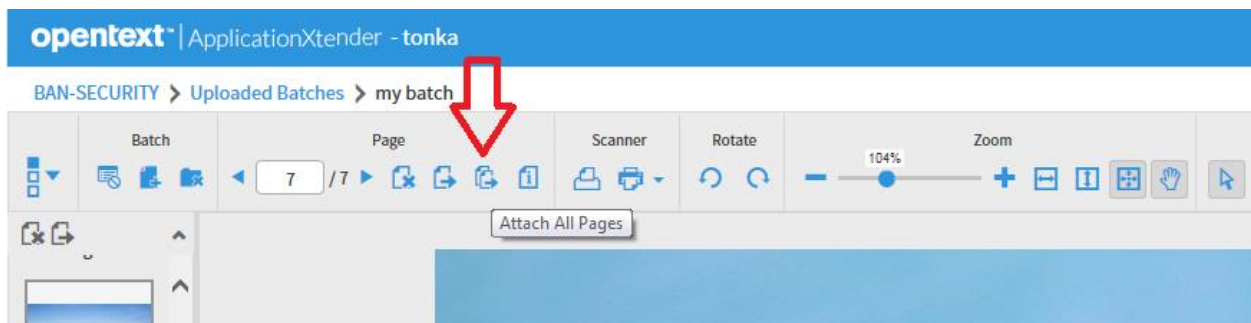 opentext™ | ApplicationXtender - tonka
BAN-SECURITY > Uploaded Batches > my batch
Batch Page Scanner Rotate Zoom
104%
7 / 7
Attach All Pages